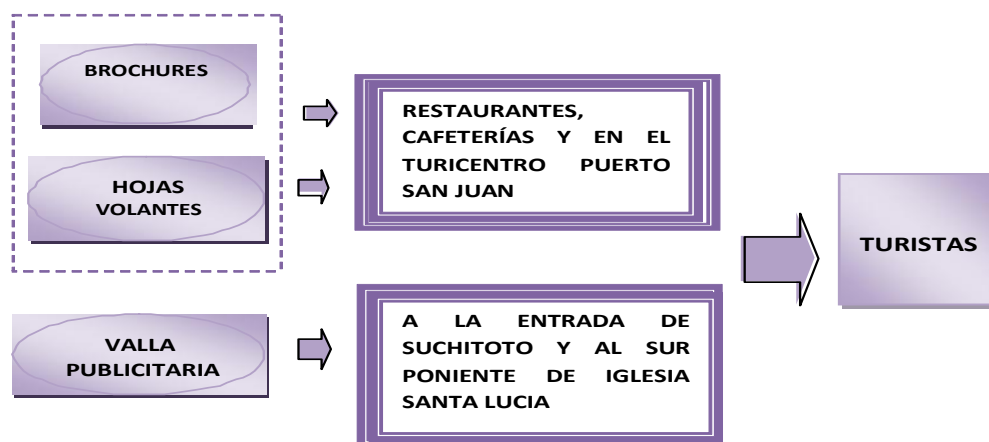 BROCHURES
HOJAS
VOLANTES
RESTAURANTES,
CAFETERÍAS Y EN EL
TURICENTRO PUERTO
SAN JUAN
VALLA
PUBLICITARIA
A LA ENTRADA DE
SUCHITOTO Y AL SUR
PONIENTE DE IGLESIA
SANTA LUCIA
TURISTAS